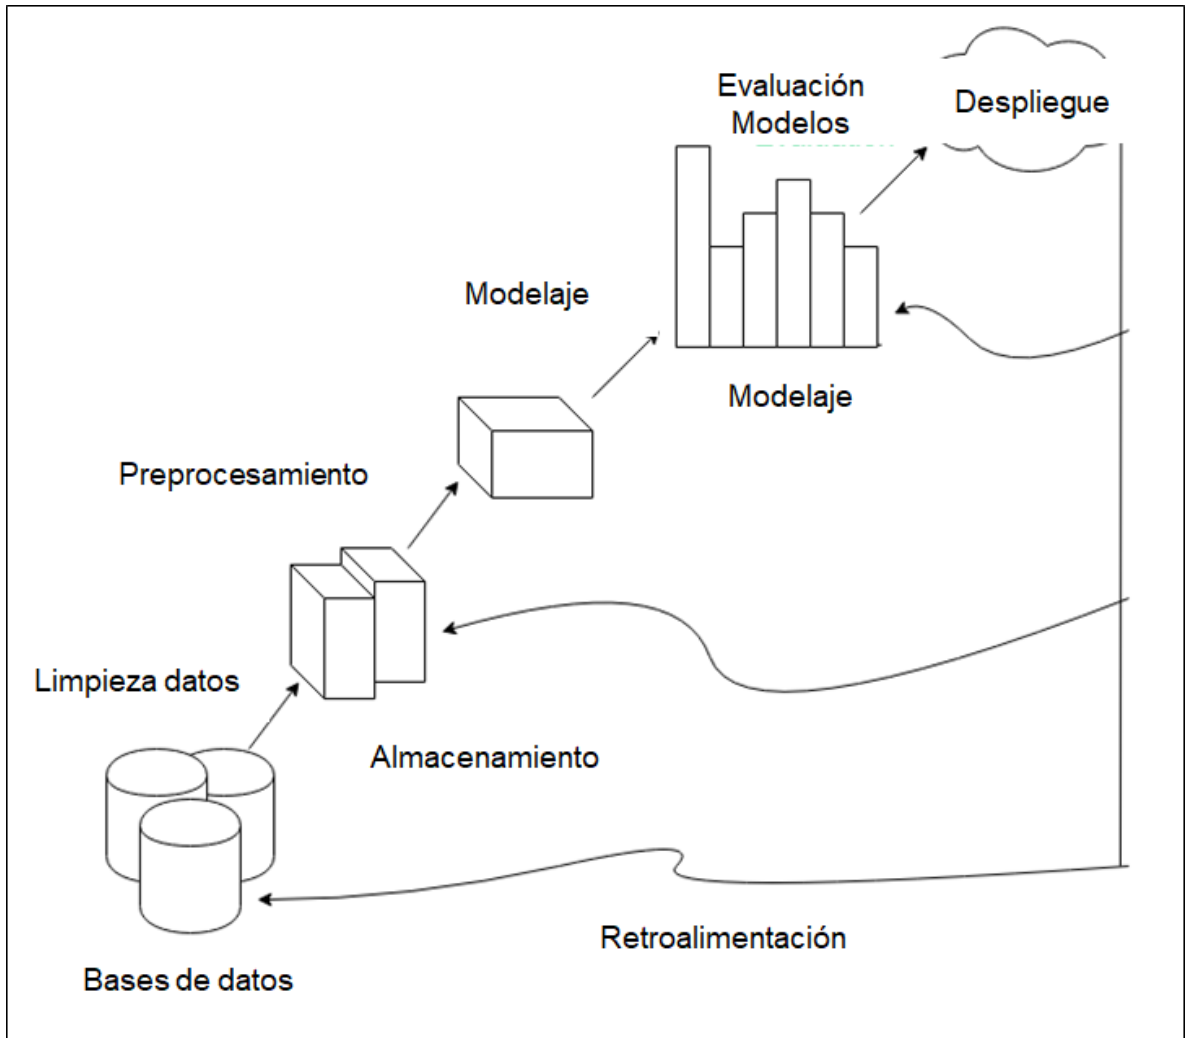 Evaluación
Modelos
Despliegue
Modelaje
Modelaje
Preprocesamiento
Limpieza datos
Almacenamiento
Retroalimentación
Bases de datos